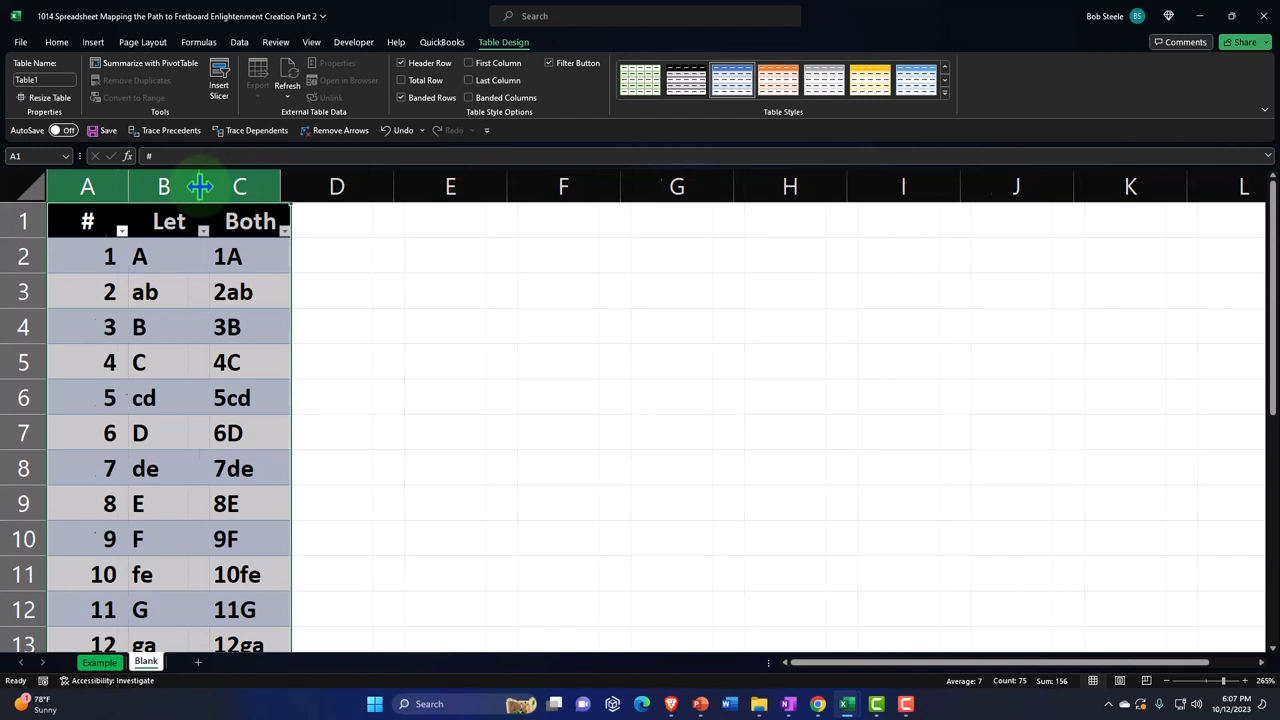 1014 Spreadsheet Mapping the Path to Fretboard Enlightenment Creation Part 2
Search
Bob Steele BS
File Home Insert Page Layout Formulas Data Review View Developer Help QuickBooks Table Design
Comments Share
Table Name:
Table1
Resize Table
Properties
Summarize with PivotTable
Remove Duplicates
Convert to Range
Insert Slicer
Tools
Export
Refresh
Properties
Open in Browser
Unlink
External Table Data
Header Row First Column Filter Button
Total Row Last Column
Banded Rows Banded Columns
Table Style Options
Table Styles
AutoSave Off Save Trace Precedents Trace Dependents Remove Arrows Undo Redo
A1 fx #
A B C D E F G H I J K L
1 # Let Both
2 1 A 1A
3 2 ab 2ab
4 3 B 3B
5 4 C 4C
6 5 cd 5cd
7 6 D 6D
8 7 de 7de
9 8 E 8E
10 9 F 9F
11 10 fe 10fe
12 11 G 11G
13 12 ga 12ga
Example Blank
Ready Accessibility: Investigate Average: 7 Count: 75 Sum: 156 265%
78°F
Sunny
Search
6:07 PM
10/12/2023